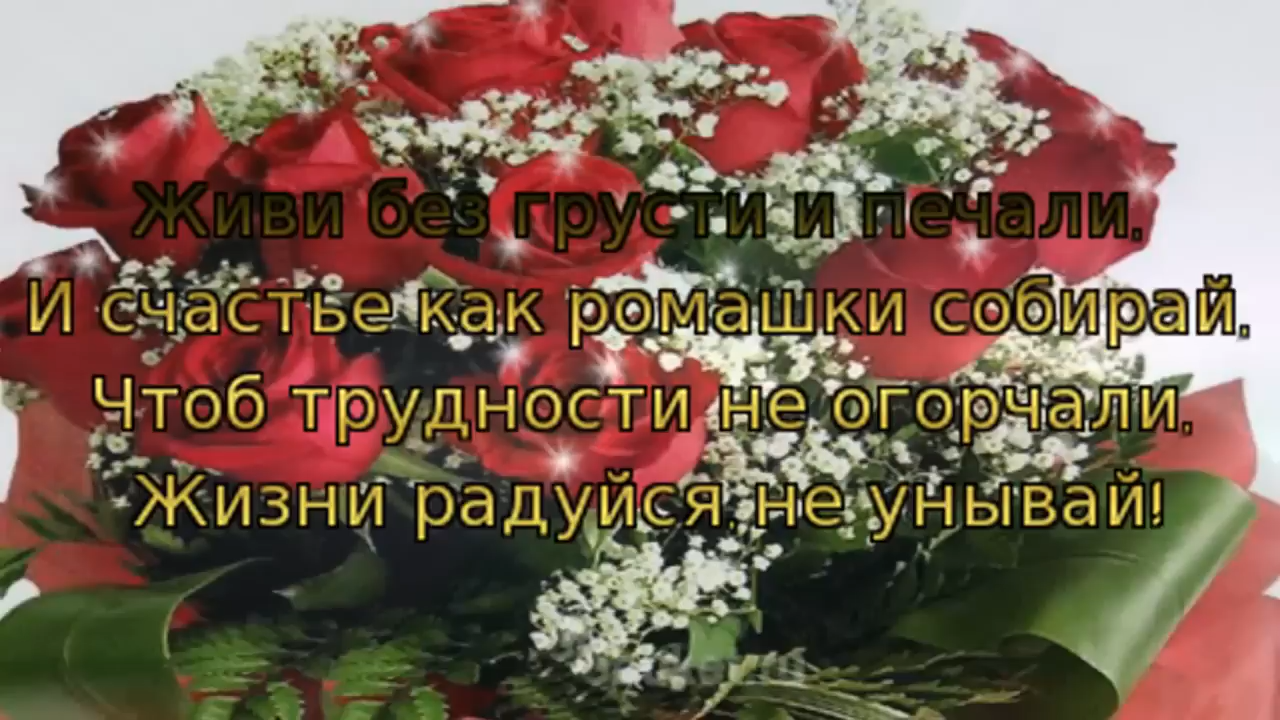 Живи без грусти и печали,
И счастье как ромашки собирай,
Чтоб трудности не огорчали,
Жизни радуйся, не унывай!